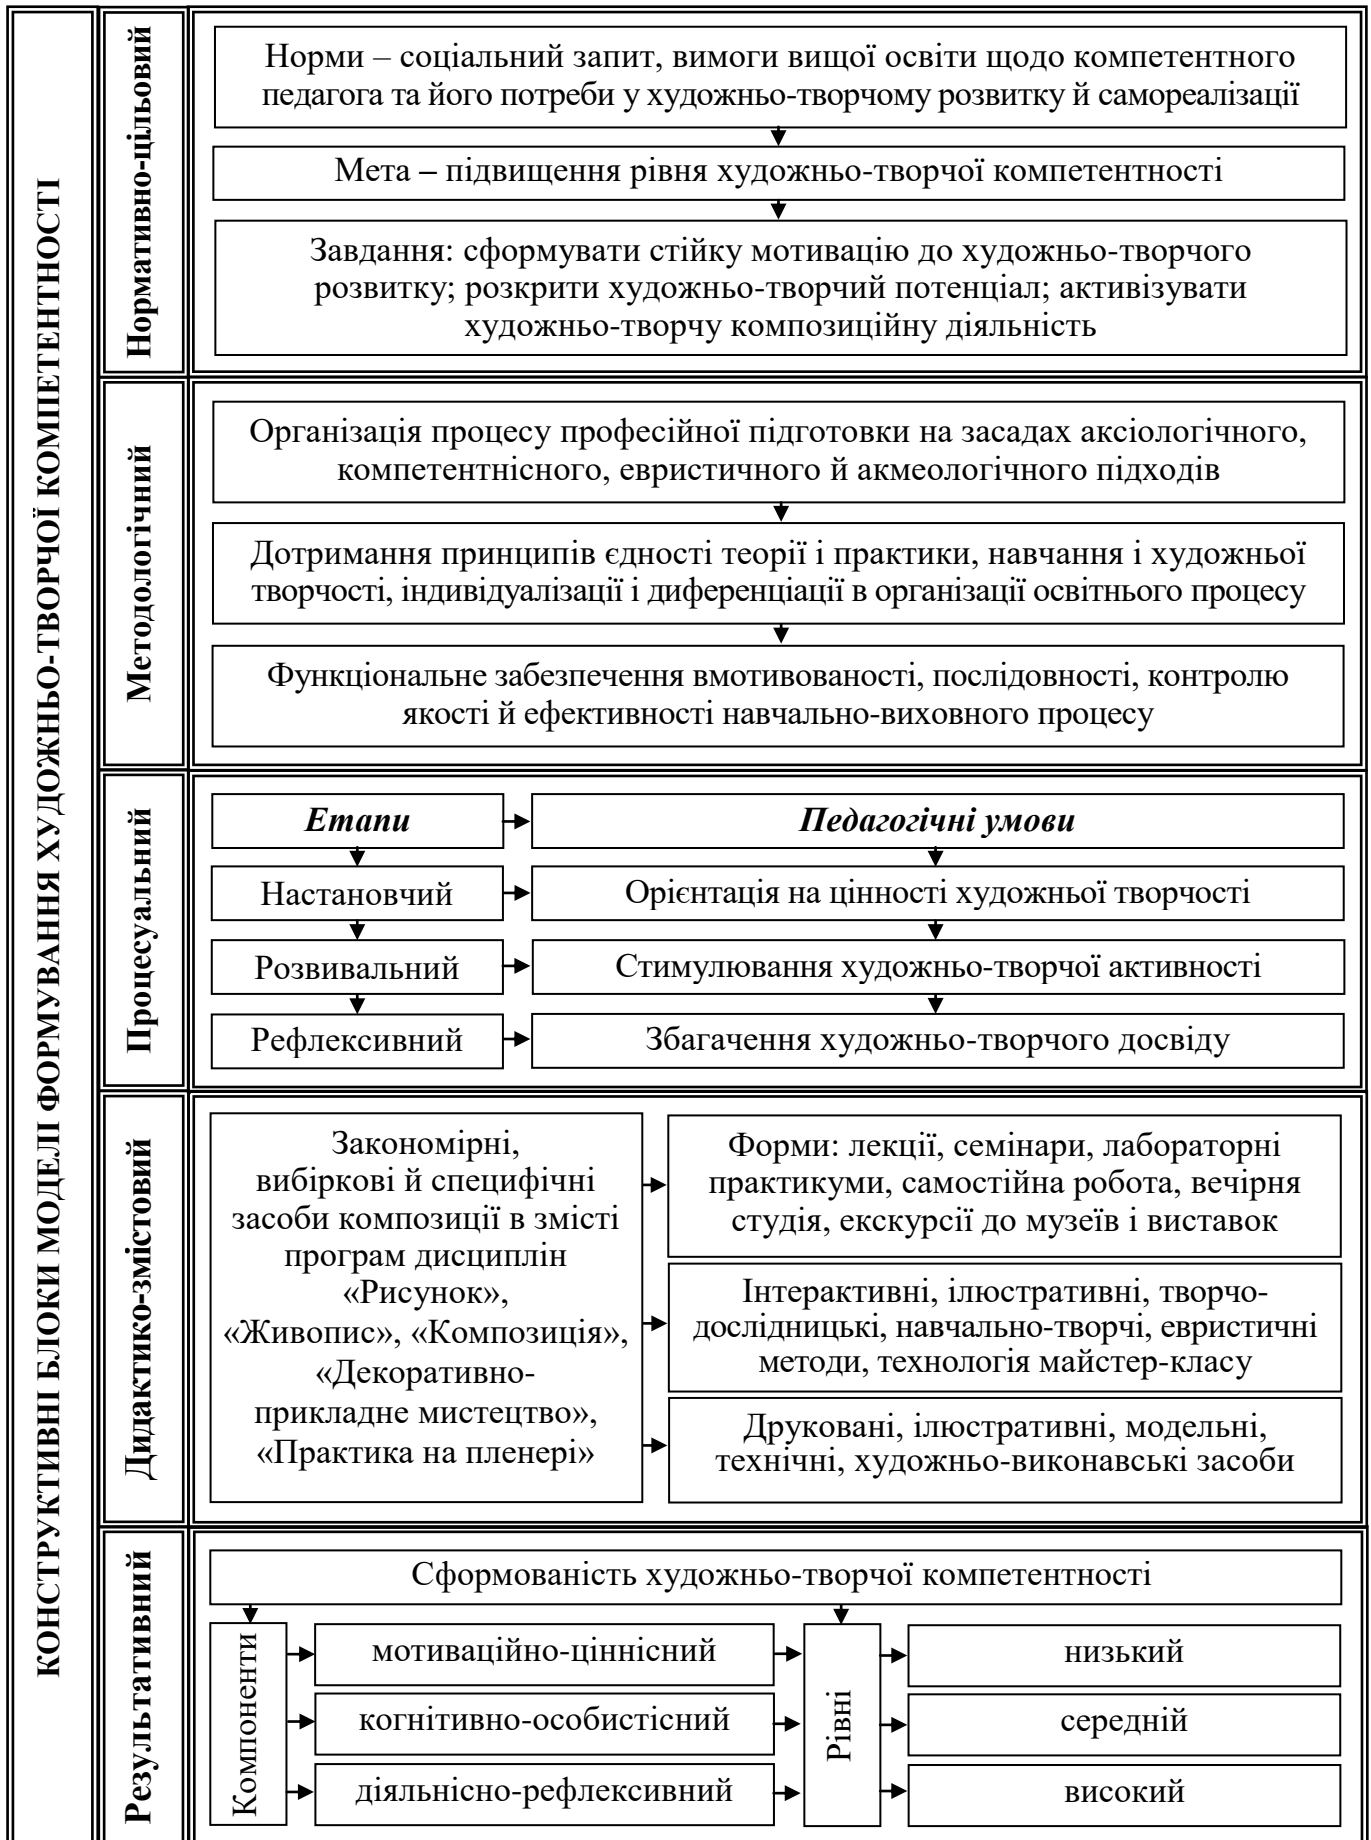 КОНСТРУКТИВНІ БЛОКИ МОДЕЛІ ФОРМУВАННЯ ХУДОЖНЬО-ТВОРЧОЇ КОМПЕТЕНТНОСТІ
Нормативно-цільовий
Норми – соціальний запит, вимоги вищої освіти щодо компетентного
педагога та його потреби у художньо-творчому розвитку й самореалізації
Мета – підвищення рівня художньо-творчої компетентності
Завдання: сформувати стійку мотивацію до художньо-творчого
розвитку; розкрити художньо-творчий потенціал; активізувати
художньо-творчу композиційну діяльність
Методологічний
Організація процесу професійної підготовки на засадах аксіологічного,
компетентнісного, евристичного й акмеологічного підходів
Дотримання принципів єдності теорії і практики, навчання і художньої
творчості, індивідуалізації і диференціації в організації освітнього процесу
Функціональне забезпечення вмотивованості, послідовності, контролю
якості й ефективності навчально-виховного процесу
Процесуальний
Етапи
Педагогічні умови
Настановчий
Орієнтація на цінності художньої творчості
Розвивальний
Стимулювання художньо-творчої активності
Рефлексивний
Збагачення художньо-творчого досвіду
Дидактико-змістовий
Закономірні,
вибіркові й специфічні
засоби композиції в змісті
програм дисциплін
«Рисунок»,
«Живопис», «Композиція»,
«Декоративно-
прикладне мистецтво»,
«Практика на пленері»
Форми: лекції, семінари, лабораторні
практикуми, самостійна робота, вечірня
студія, екскурсії до музеїв і виставок
Інтерактивні, ілюстративні, творчо-
дослідницькі, навчально-творчі, евристичні
методи, технологія майстер-класу
Друковані, ілюстративні, модельні,
технічні, художньо-виконавські засоби
Результативний
Сформованість художньо-творчої компетентності
Компоненти
мотиваційно-ціннісний
когнітивно-особистісний
діяльнісно-рефлексивний
Рівні
низький
середній
високий